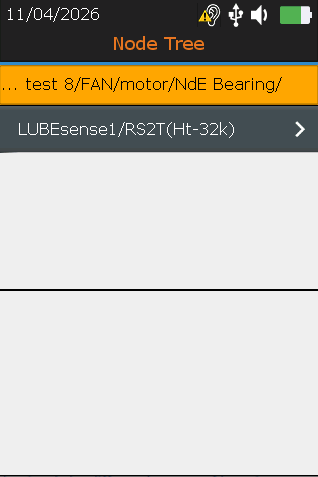 11/04/2026
Node Tree
... test 8/FAN/motor/NdE Bearing/
LUBEsense1/RS2T(Ht-32k)